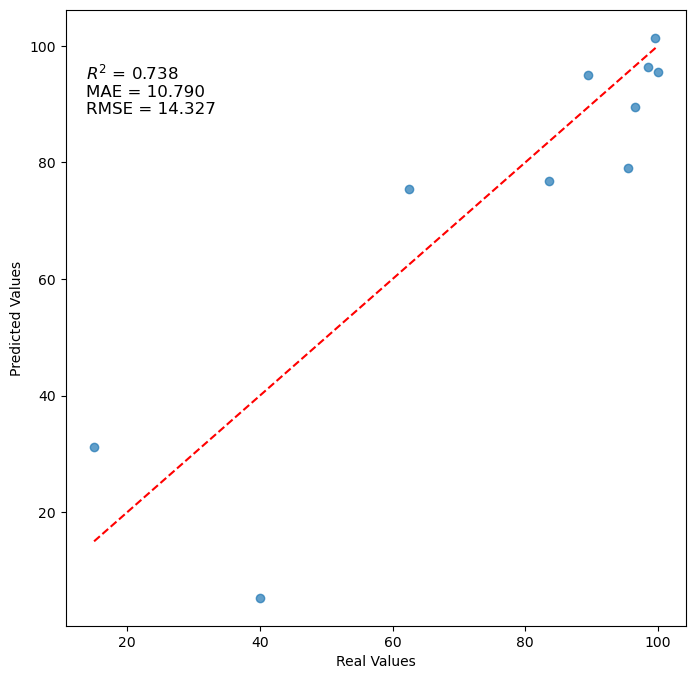 R² = 0.738
MAE = 10.790
RMSE = 14.327
100
80
60
40
20
Predicted Values
20 40 60 80 100
Real Values